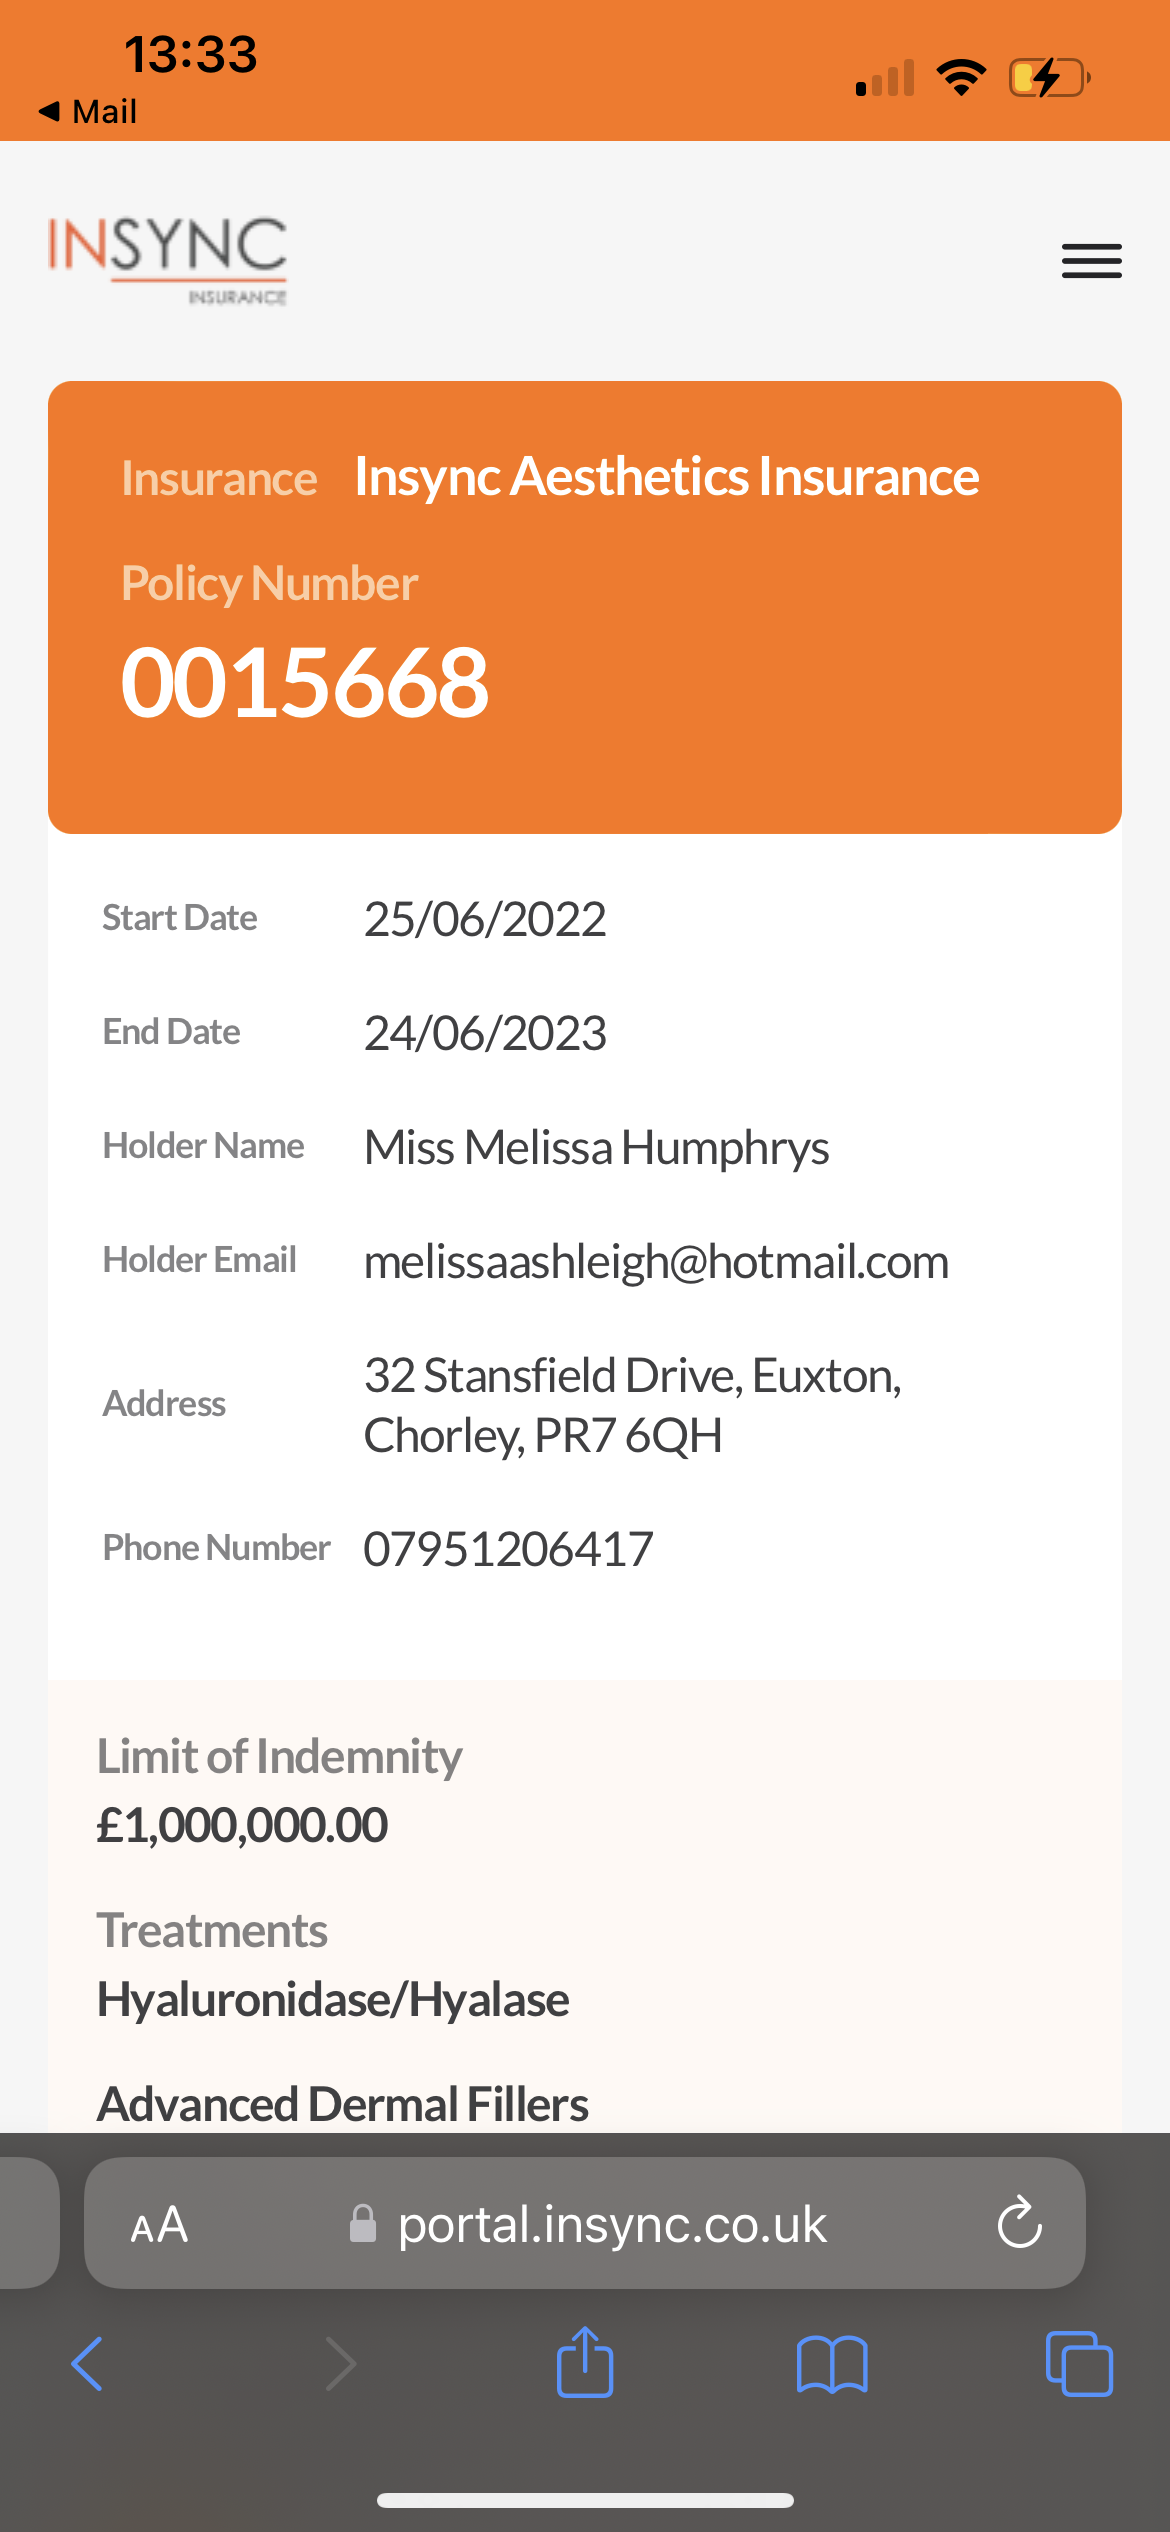 13:33
Mail
INSYNC
INSURANCE
Insurance Insync Aesthetics Insurance
Policy Number
0015668
Start Date 25/06/2022
End Date 24/06/2023
Holder Name Miss Melissa Humphrys
Holder Email melissaashleigh@hotmail.com
Address 32 Stansfield Drive, Euxton,
Chorley, PR7 6QH
Phone Number 07951206417
Limit of Indemnity
£1,000,000.00
Treatments
Hyaluronidase/Hyalase
Advanced Dermal Fillers
AA portal.insync.co.uk